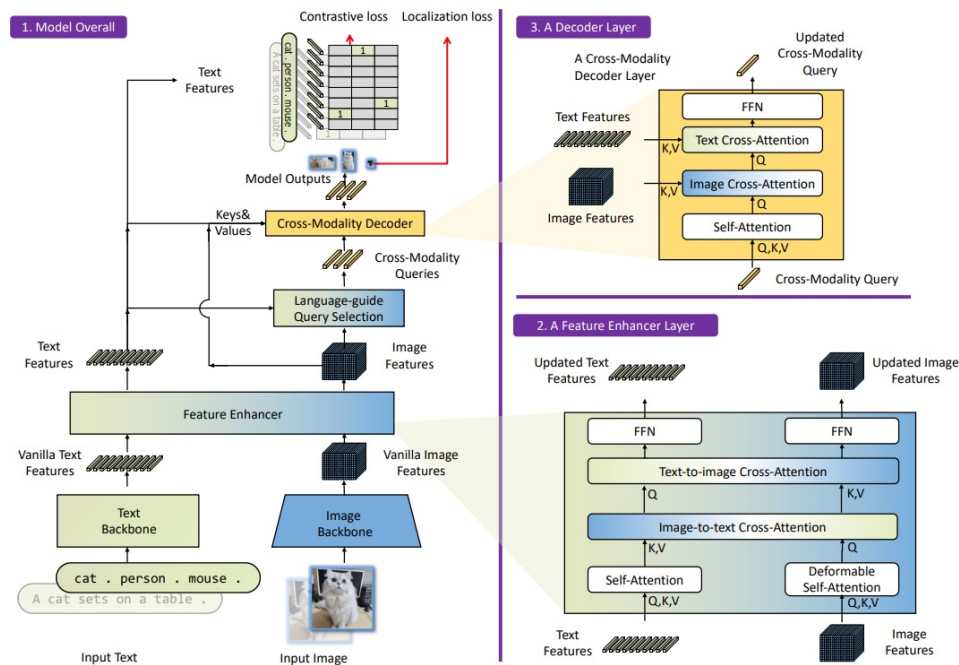 1. Model Overall
Contrastive loss
Localization loss
cat . person . mouse .
A cat sets on a table .
1
1
1
1
Text
Features
Model Outputs
Keys&
Values
Cross-Modality Decoder
Cross-Modality
Queries
Language-guide
Query Selection
Text
Features
Image
Features
Feature Enhancer
Vanilla Text
Features
Vanilla Image
Features
Text
Backbone
Image
Backbone
cat . person . mouse .
A cat sets on a table .
Input Text
Input Image
3. A Decoder Layer
Updated
Cross-Modality
Query
A Cross-Modality
Decoder Layer
FFN
Text Features
Text Cross-Attention
K,V
Q
Image Cross-Attention
K,V
Q
Image Features
Self-Attention
Q,K,V
Cross-Modality Query
2. A Feature Enhancer Layer
Updated Text
Features
Updated Image
Features
FFN
FFN
Text-to-image Cross-Attention
Q
K,V
Image-to-text Cross-Attention
K,V
Q
Self-Attention
Deformable
Self-Attention
Q,K,V
Q,K,V
Text
Features
Image
Features